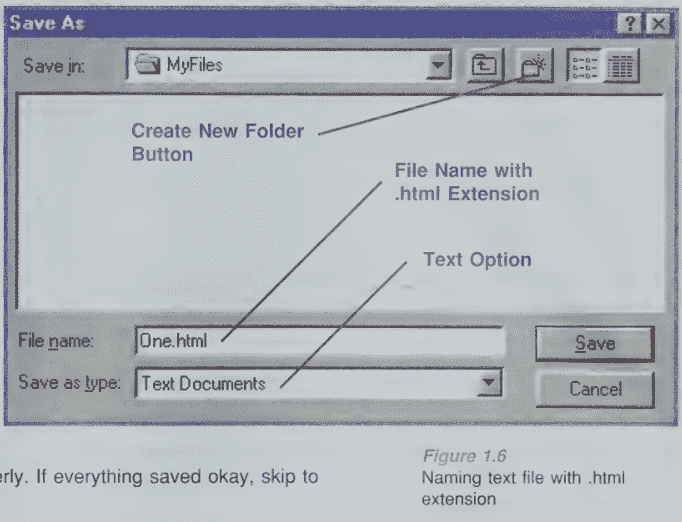 Save As
Save in:
MyFiles
Create New Folder
Button
File Name with
.html Extension
Text Option
File name:
One.html
Save
Save as type:
Text Documents
Cancel
Figure 1.6
Naming text file with .html
extension
If everything saved okay, skip to